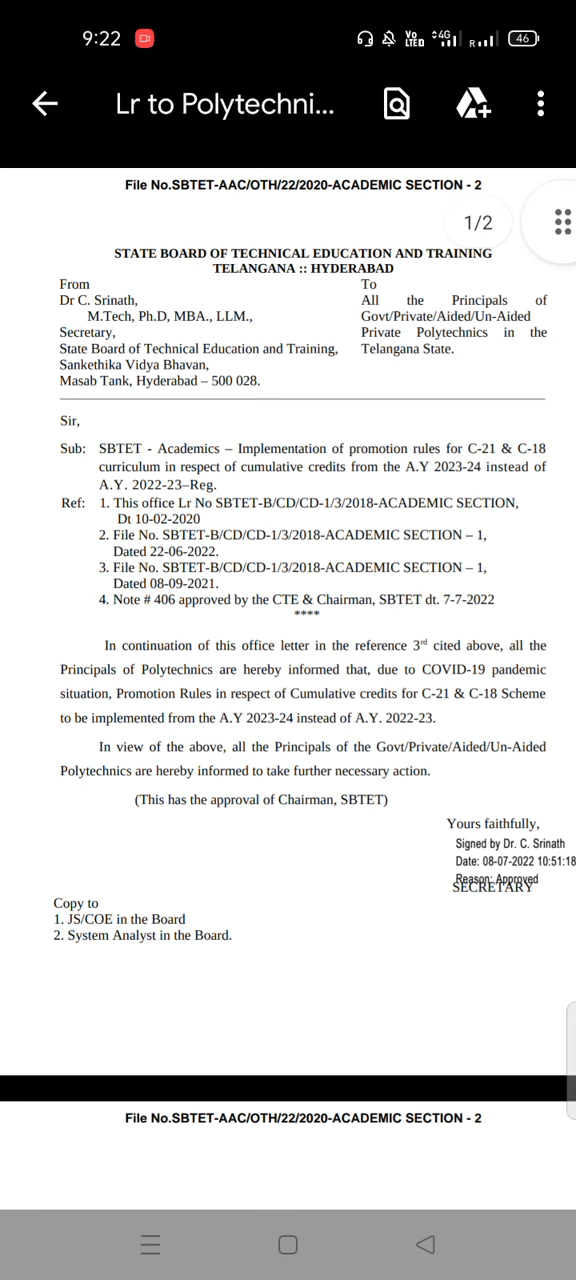 9:22
Vo LTED 4G R 46
Lr to Polytechni...
File No.SBTET-AAC/OTH/22/2020-ACADEMIC SECTION - 2
1/2
STATE BOARD OF TECHNICAL EDUCATION AND TRAINING
TELANGANA :: HYDERABAD
From
Dr C. Srinath,
M.Tech, Ph.D, MBA., LLM.,
Secretary,
State Board of Technical Education and Training,
Sankethika Vidya Bhavan,
Masab Tank, Hyderabad – 500 028.
To
All the Principals of
Govt/Private/Aided/Un-Aided
Private Polytechnics in the
Telangana State.
Sir,
Sub: SBTET - Academics – Implementation of promotion rules for C-21 & C-18
curriculum in respect of cumulative credits from the A.Y 2023-24 instead of
A.Y. 2022-23–Reg.
Ref: 1. This office Lr No SBTET-B/CD/CD-1/3/2018-ACADEMIC SECTION,
Dt 10-02-2020
2. File No. SBTET-B/CD/CD-1/3/2018-ACADEMIC SECTION – 1,
Dated 22-06-2022.
3. File No. SBTET-B/CD/CD-1/3/2018-ACADEMIC SECTION – 1,
Dated 08-09-2021.
4. Note # 406 approved by the CTE & Chairman, SBTET dt. 7-7-2022
****
In continuation of this office letter in the reference 3rd cited above, all the
Principals of Polytechnics are hereby informed that, due to COVID-19 pandemic
situation, Promotion Rules in respect of Cumulative credits for C-21 & C-18 Scheme
to be implemented from the A.Y 2023-24 instead of A.Y. 2022-23.
In view of the above, all the Principals of the Govt/Private/Aided/Un-Aided
Polytechnics are hereby informed to take further necessary action.
(This has the approval of Chairman, SBTET)
Yours faithfully,
Signed by Dr. C. Srinath
Date: 08-07-2022 10:51:18
Reason: Approved
SECRETARY
Copy to
1. JS/COE in the Board
2. System Analyst in the Board.
File No.SBTET-AAC/OTH/22/2020-ACADEMIC SECTION - 2